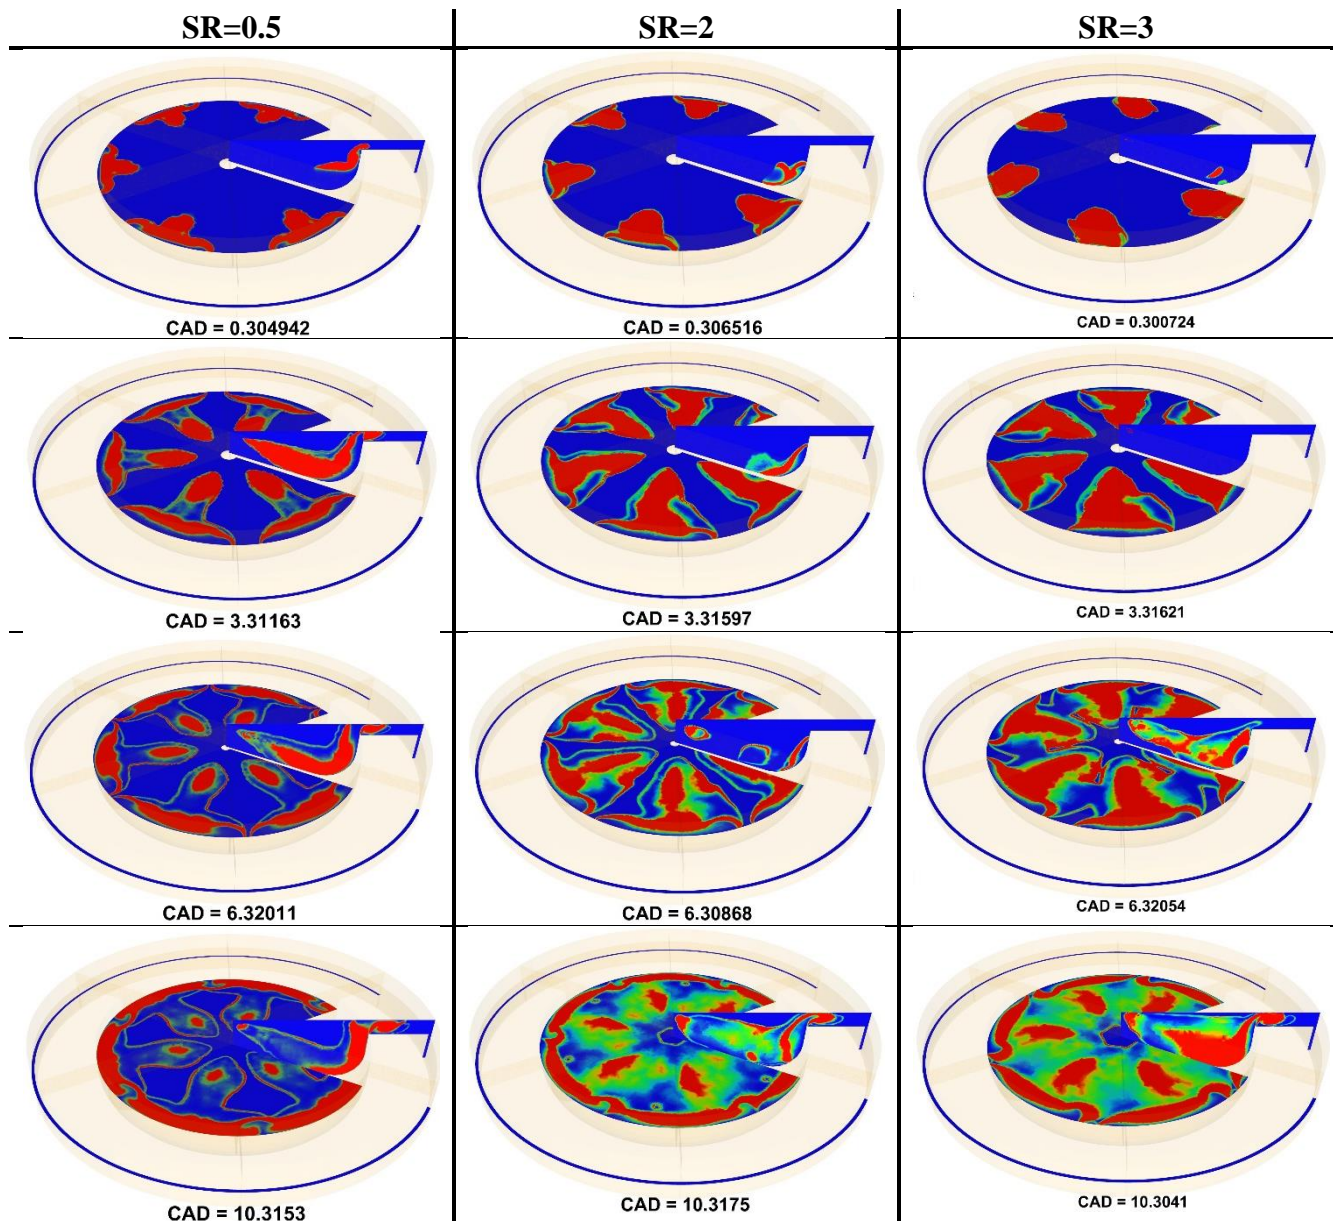 SR=0.5 SR=2 SR=3
CAD = 0.304942 CAD = 0.306516 CAD = 0.300724
CAD = 3.31163 CAD = 3.31597 CAD = 3.31621
CAD = 6.32011 CAD = 6.30868 CAD = 6.32054
CAD = 10.3153 CAD = 10.3175 CAD = 10.3041